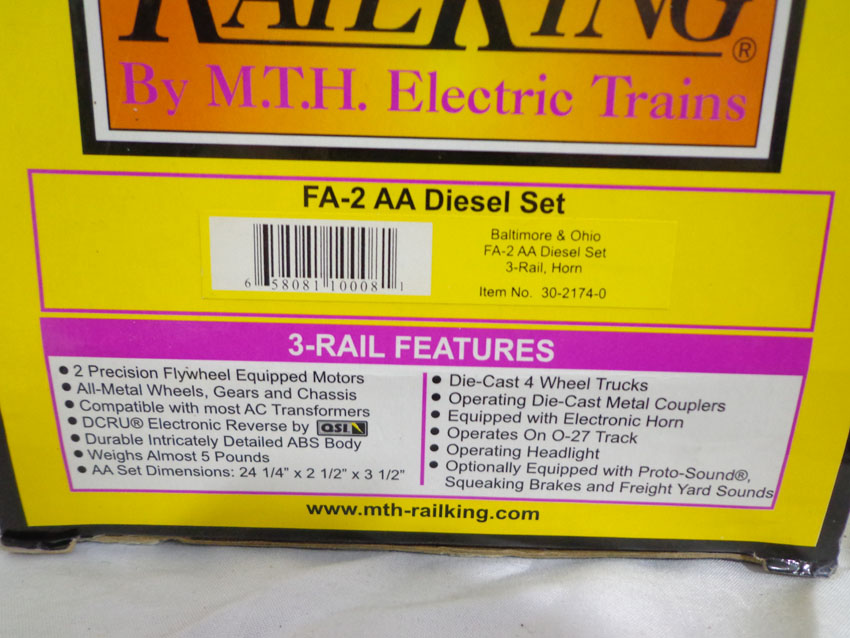 RAILKING®
By M.T.H. Electric Trains
FA-2 AA Diesel Set
6 58081 10008 1
Baltimore & Ohio
FA-2 AA Diesel Set
3-Rail, Horn
Item No. 30-2174-0
3-RAIL FEATURES
• 2 Precision Flywheel Equipped Motors
• All-Metal Wheels, Gears and Chassis
• Compatible with most AC Transformers
• DCRU® Electronic Reverse by QSI
• Durable Intricately Detailed ABS Body
• Weighs Almost 5 Pounds
• AA Set Dimensions: 24 1/4" x 2 1/2" x 3 1/2"
• Die-Cast 4 Wheel Trucks
• Operating Die-Cast Metal Couplers
• Equipped with Electronic Horn
• Operates On O-27 Track
• Operating Headlight
• Optionally Equipped with Proto-Sound®,
Squeaking Brakes and Freight Yard Sounds
www.mth-railking.com